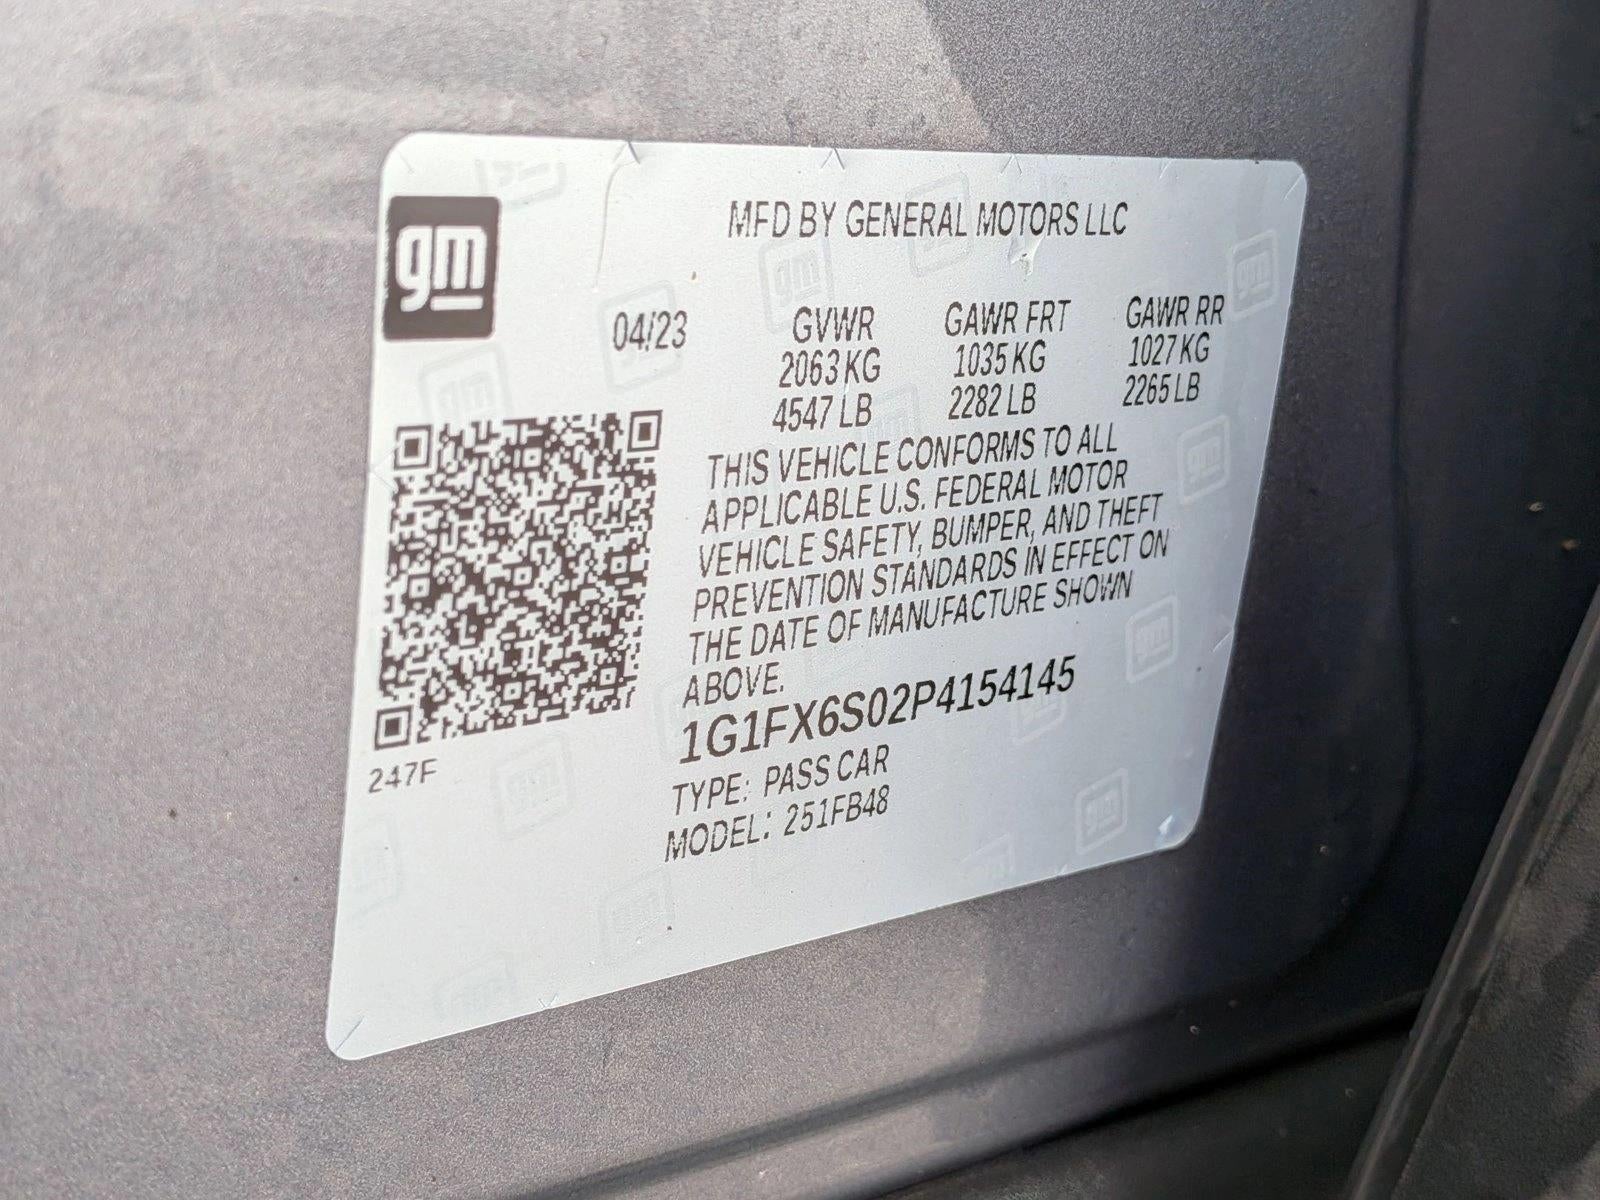 gm
MFD BY GENERAL MOTORS LLC
04/23 GVWR GAWR FRT GAWR RR
2063 KG 1035 KG 1027 KG
4547 LB 2282 LB 2265 LB
THIS VEHICLE CONFORMS TO ALL
APPLICABLE U.S. FEDERAL MOTOR
VEHICLE SAFETY, BUMPER, AND THEFT
PREVENTION STANDARDS IN EFFECT ON
THE DATE OF MANUFACTURE SHOWN
ABOVE.
1G1FX6S02P4154145
TYPE: PASS CAR
MODEL: 251FB48
247F